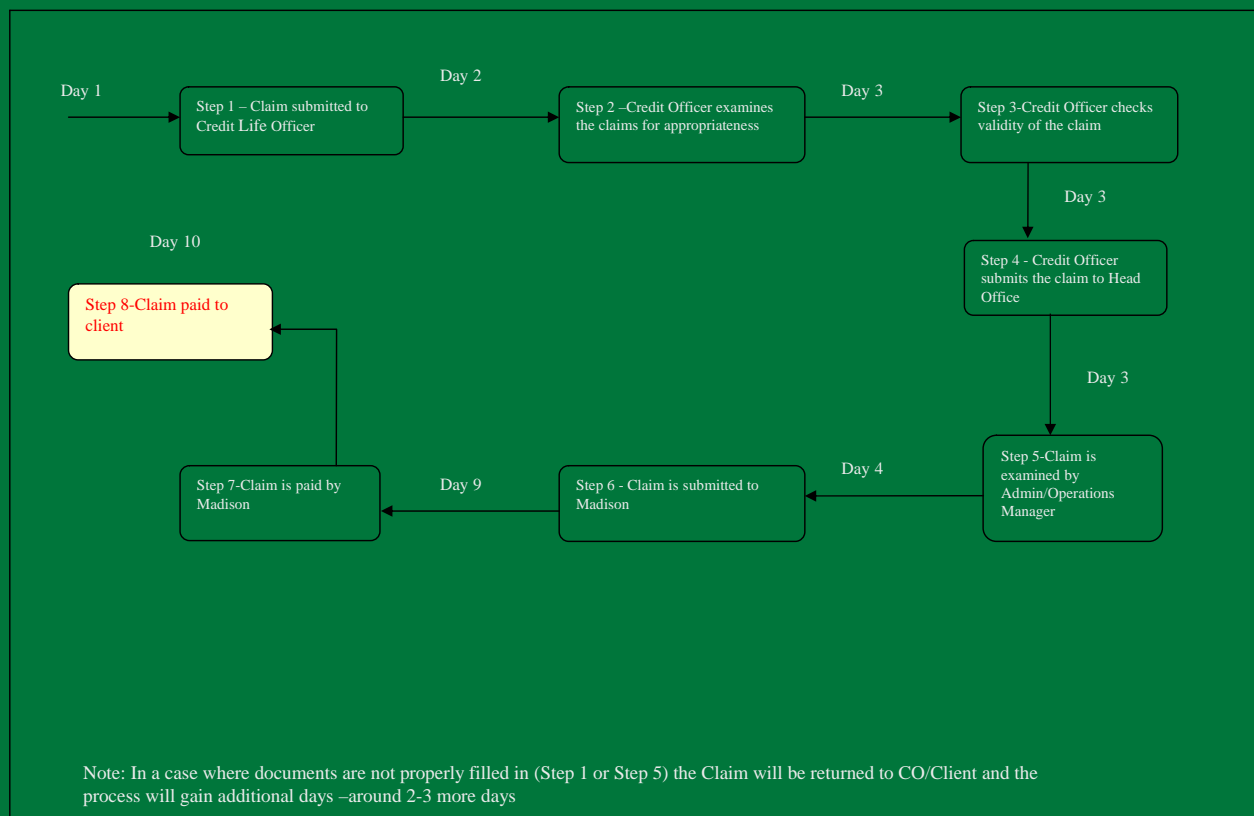 Day 1
Step 1 – Claim submitted to
Credit Life Officer
Day 2
Step 2 –Credit Officer examines
the claims for appropriateness
Day 3
Step 3-Credit Officer checks
validity of the claim
Day 3
Step 4 - Credit Officer
submits the claim to Head
Office
Day 3
Step 5-Claim is
examined by
Admin/Operations
Manager
Day 4
Step 6 - Claim is submitted to
Madison
Day 9
Step 7-Claim is paid by
Madison
Day 10
Step 8-Claim paid to
client
Note: In a case where documents are not properly filled in (Step 1 or Step 5) the Claim will be returned to CO/Client and the
process will gain additional days –around 2-3 more days